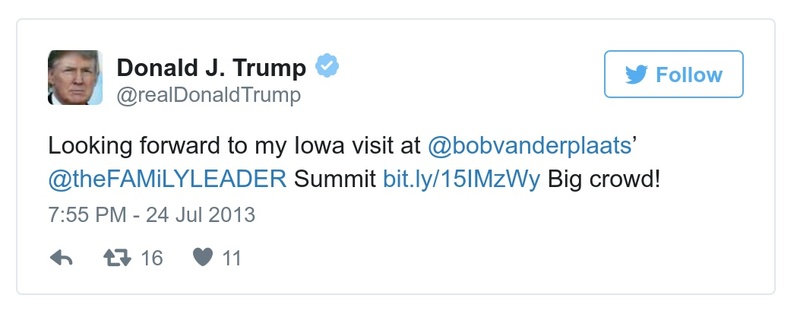 Donald J. Trump
@realDonaldTrump
Follow
Looking forward to my Iowa visit at @bobvanderplaats’
@theFAMiLYLEADER Summit bit.ly/15IMzWy Big crowd!
7:55 PM - 24 Jul 2013
16 11